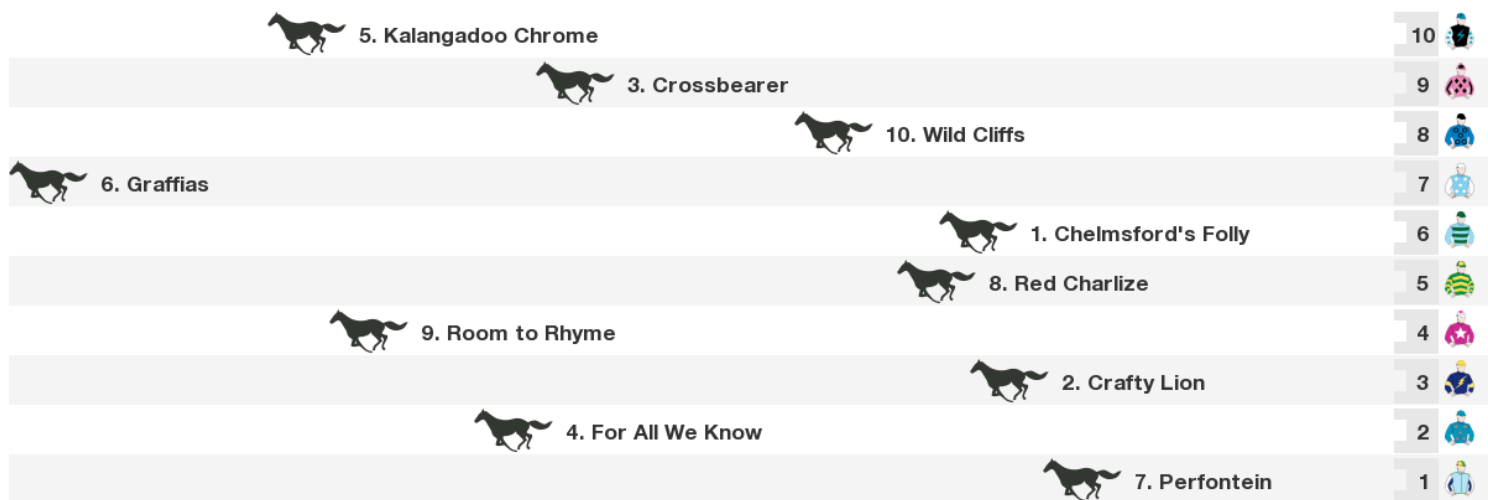 5. Kalangadoo Chrome 10
3. Crossbearer 9
10. Wild Cliffs 8
6. Graffias 7
1. Chelmsford's Folly 6
8. Red Charlize 5
9. Room to Rhyme 4
2. Crafty Lion 3
4. For All We Know 2
7. Perfontein 1